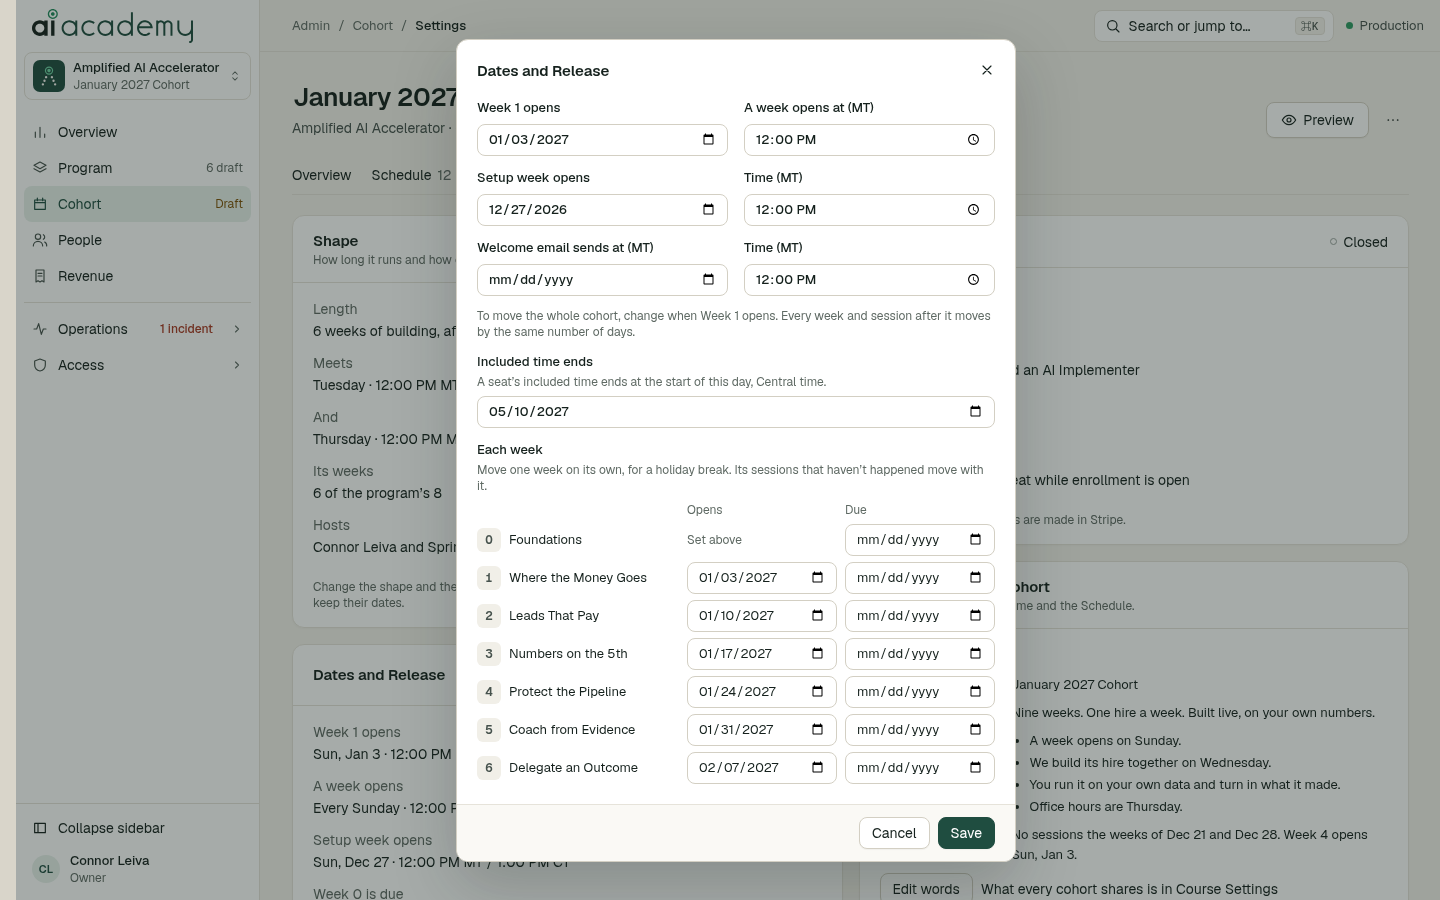 ai academy
Admin / Cohort / Settings
Search or jump to…
⌘K
Production
Amplified AI Accelerator
January 2027 Cohort
Overview
Program
6 draft
Cohort
Draft
People
Revenue
Operations
1 incident
Access
Collapse sidebar
CL
Connor Leiva
Owner
January 2027
Amplified AI Accelerator ·
Preview
Overview
Schedule 12
Shape
How long it runs and how
Length
6 weeks of building, af
Meets
Tuesday · 12:00 PM MT
And
Thursday · 12:00 PM M
Its weeks
6 of the program's 8
Hosts
Connor Leiva and Sprin
Change the shape and the
keep their dates.
Dates and Release
Week 1 opens
Sun, Jan 3 · 12:00 PM
A week opens
Every Sunday · 12:00 P
Setup week opens
Sun, Dec 27 · 12:00 PM MT / 1:00 PM CT
Week 0 is due
Dates and Release
Week 1 opens
01/03/2027
A week opens at (MT)
12:00 PM
Setup week opens
12/27/2026
Time (MT)
12:00 PM
Welcome email sends at (MT)
mm/dd/yyyy
Time (MT)
12:00 PM
To move the whole cohort, change when Week 1 opens. Every week and session after it moves
by the same number of days.
Included time ends
A seat's included time ends at the start of this day, Central time.
05/10/2027
Each week
Move one week on its own, for a holiday break. Its sessions that haven't happened move with
it.
Opens
Due
0 Foundations Set above mm/dd/yyyy
1 Where the Money Goes 01/03/2027 mm/dd/yyyy
2 Leads That Pay 01/10/2027 mm/dd/yyyy
3 Numbers on the 5th 01/17/2027 mm/dd/yyyy
4 Protect the Pipeline 01/24/2027 mm/dd/yyyy
5 Coach from Evidence 01/31/2027 mm/dd/yyyy
6 Delegate an Outcome 02/07/2027 mm/dd/yyyy
Cancel
Save
Closed
an AI Implementer
eat while enrollment is open
s are made in Stripe.
ohort
me and the Schedule.
January 2027 Cohort
Nine weeks. One hire a week. Built live, on your own numbers.
• A week opens on Sunday.
• We build its hire together on Wednesday.
• You run it on your own data and turn in what it made.
• Office hours are Thursday.
No sessions the weeks of Dec 21 and Dec 28. Week 4 opens
Sun, Jan 3.
Edit words
What every cohort shares is in Course Settings